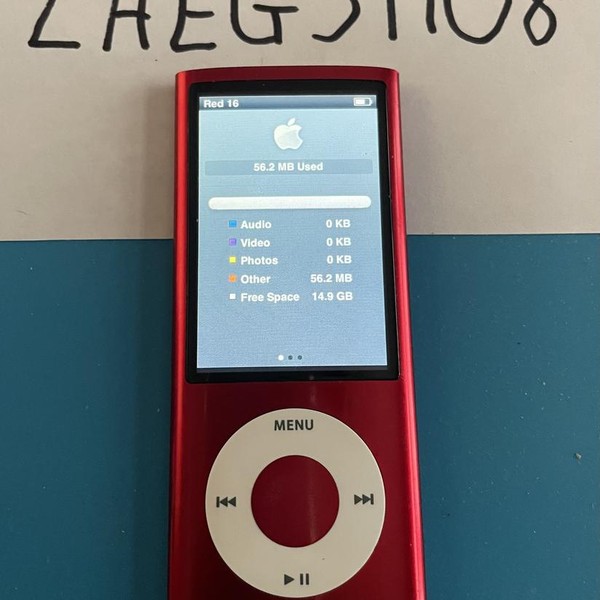 Red 16
56.2 MB Used
Audio 0 KB
Video 0 KB
Photos 0 KB
Other 56.2 MB
Free Space 14.9 GB
MENU